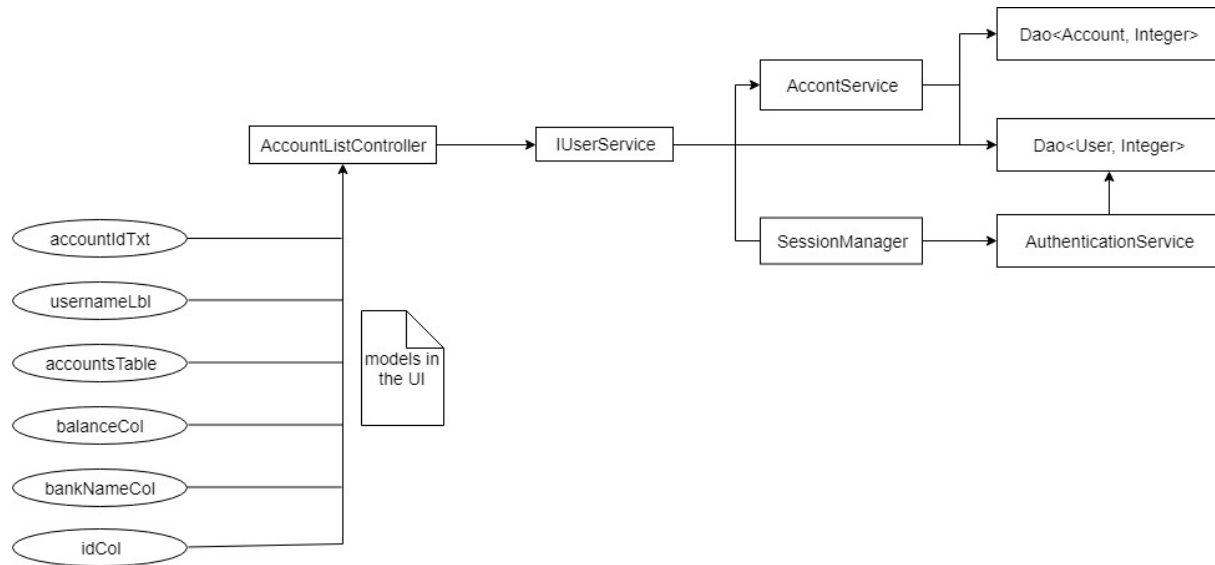 Dao<Account, Integer>
AccontService
AccountListController
IUserService
Dao<User, Integer>
accountIdTxt
SessionManager
AuthenticationService
usernameLbl
accountsTable
models in
the UI
balanceCol
bankNameCol
idCol